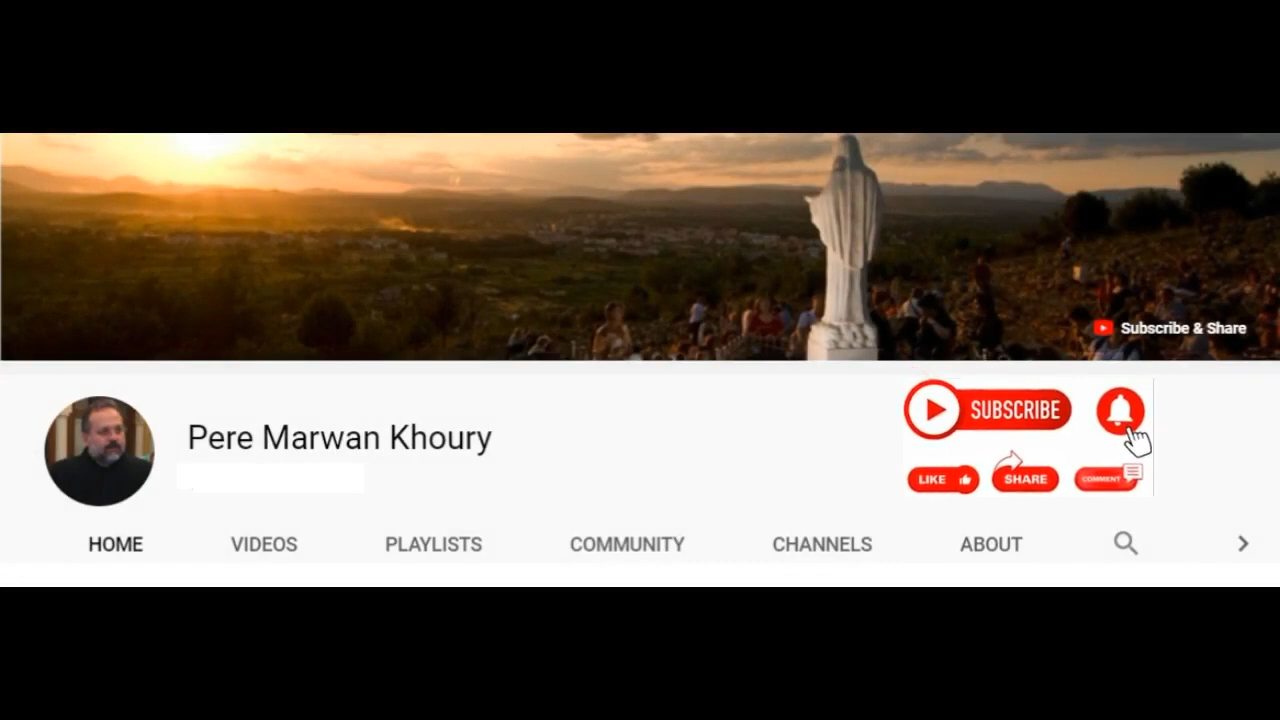 Subscribe & Share
Pere Marwan Khoury
SUBSCRIBE
LIKE
SHARE
COMMENT
HOME VIDEOS PLAYLISTS COMMUNITY CHANNELS ABOUT